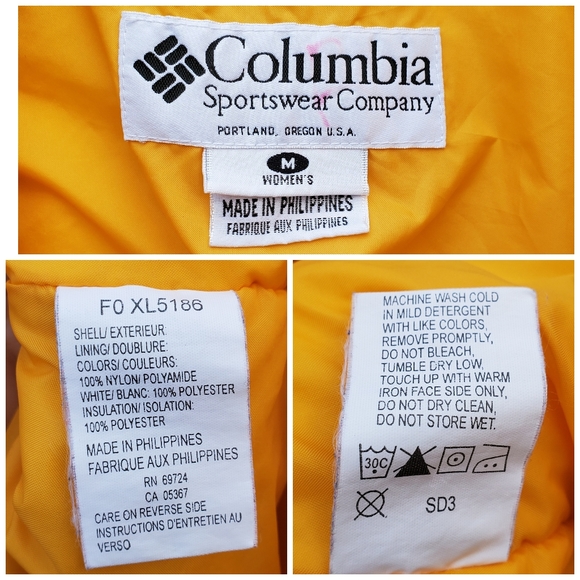 Columbia
Sportswear Company
PORTLAND, OREGON U.S.A.
M
WOMEN'S
MADE IN PHILIPPINES
FABRIQUE AUX PHILIPPINES
F0 XL5186
SHELL/ EXTERIEUR:
LINING/ DOUBLURE:
COLORS/ COULEURS:
100% NYLON/ POLYAMIDE
WHITE/ BLANC: 100% POLYESTER
INSULATION/ ISOLATION:
100% POLYESTER
MADE IN PHILIPPINES
FABRIQUE AUX PHILIPPINES
RN 69724
CA 05367
CARE ON REVERSE SIDE
INSTRUCTIONS D'ENTRETIEN AU
VERSO
MACHINE WASH COLD
IN MILD DETERGENT
WITH LIKE COLORS,
REMOVE PROMPTLY,
DO NOT BLEACH,
TUMBLE DRY LOW,
TOUCH UP WITH WARM
IRON FACE SIDE ONLY,
DO NOT DRY CLEAN,
DO NOT STORE WET.
30C
SD3